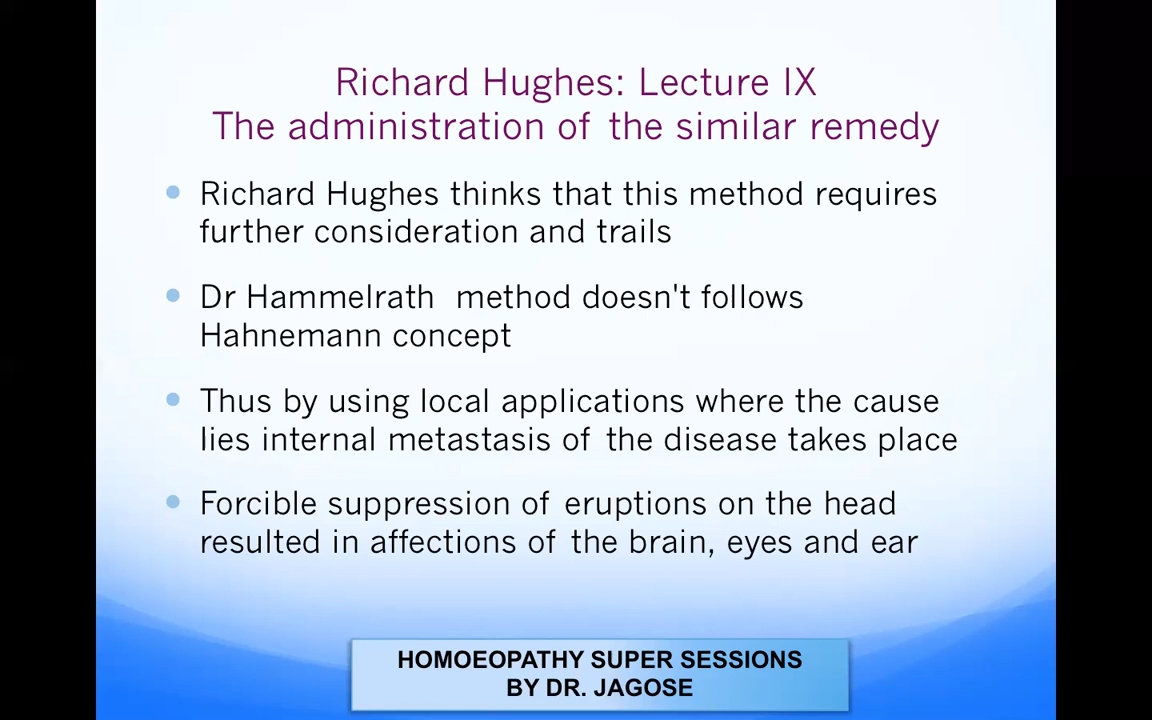 Richard Hughes: Lecture IX
The administration of the similar remedy
Richard Hughes thinks that this method requires
further consideration and trails
Dr Hammelrath method doesn't follows
Hahnemann concept
Thus by using local applications where the cause
lies internal metastasis of the disease takes place
Forcible suppression of eruptions on the head
resulted in affections of the brain, eyes and ear
HOMOEOPATHY SUPER SESSIONS
BY DR. JAGOSE